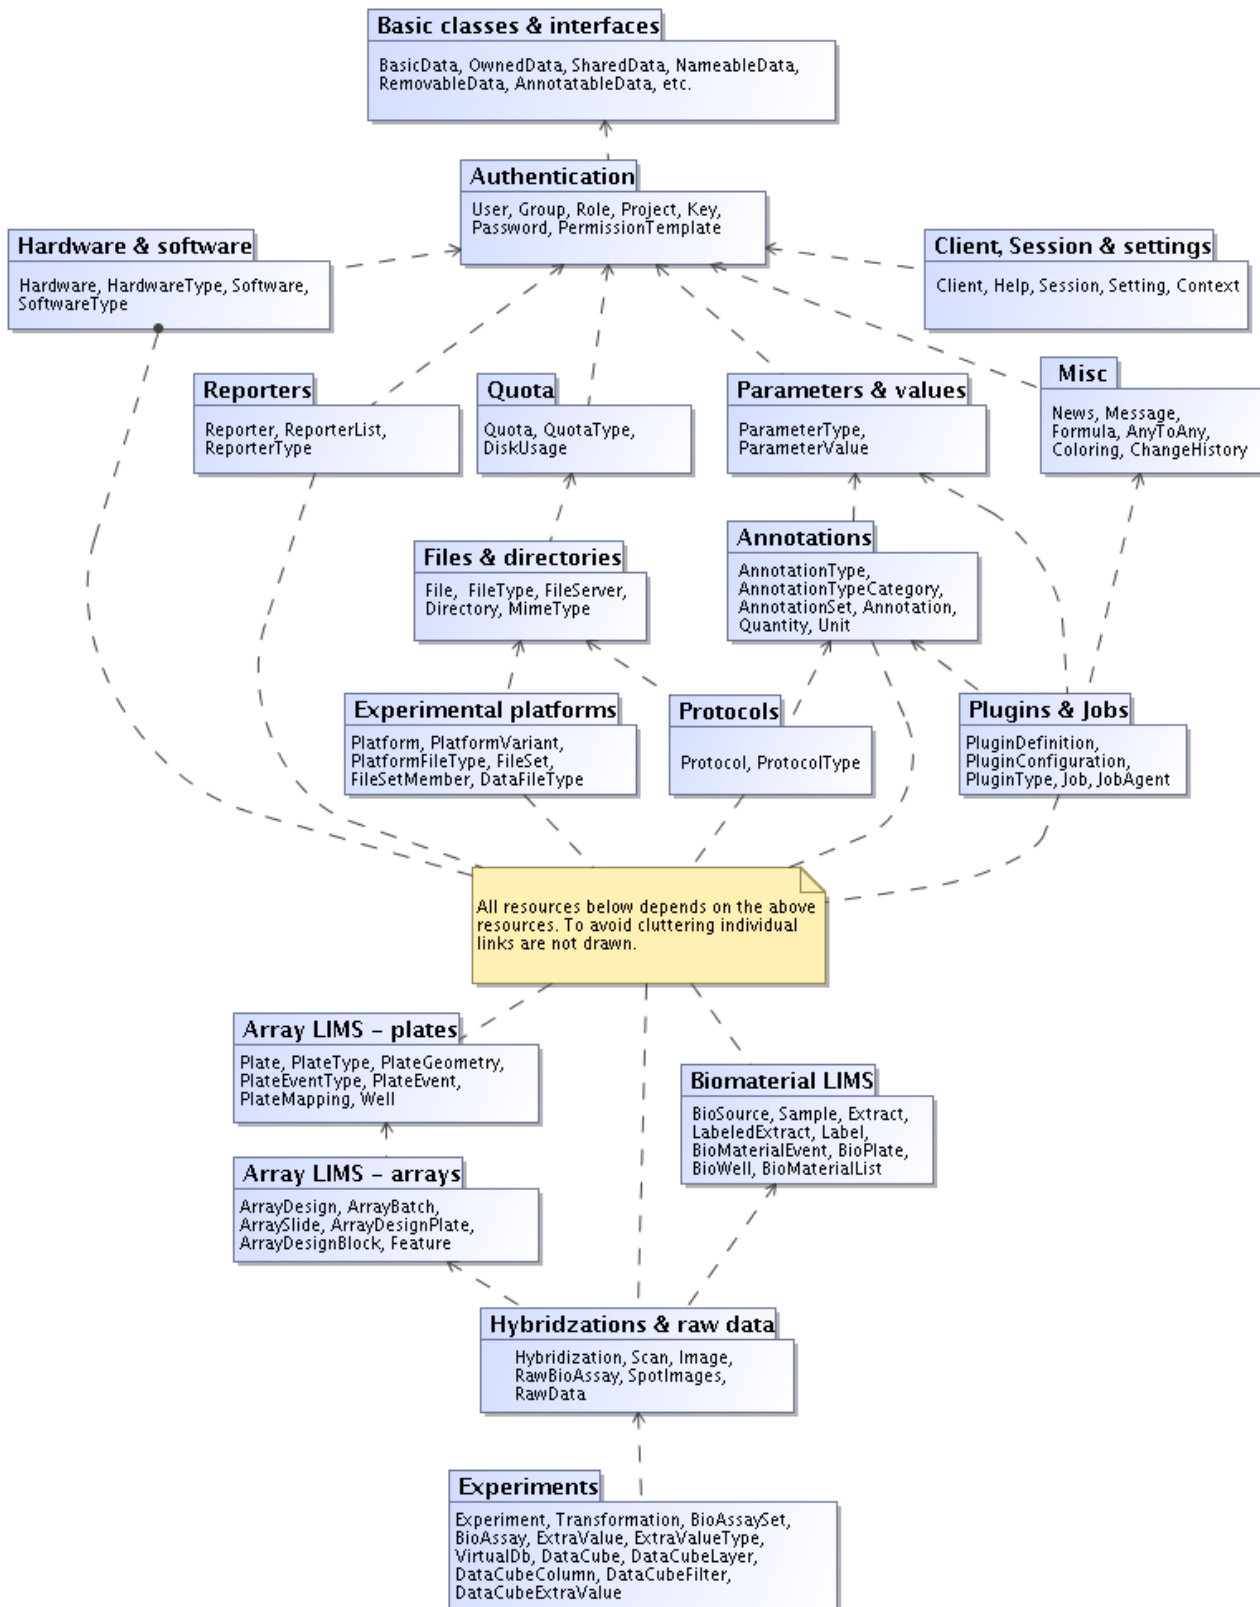 Basic classes & interfaces
BasicData, OwnedData, SharedData, NameableData,
RemovableData, AnnotatableData, etc.
Authentication
User, Group, Role, Project, Key,
Password, PermissionTemplate
Hardware & software
Hardware, HardwareType, Software,
SoftwareType
Client, Session & settings
Client, Help, Session, Setting, Context
Reporters
Reporter, ReporterList,
ReporterType
Quota
Quota, QuotaType,
DiskUsage
Parameters & values
ParameterType,
ParameterValue
Misc
News, Message,
Formula, AnyToAny,
Coloring, ChangeHistory
Files & directories
File, FileType, FileServer,
Directory, MimeType
Annotations
AnnotationType,
AnnotationTypeCategory,
AnnotationSet, Annotation,
Quantity, Unit
Experimental platforms
Platform, PlatformVariant,
PlatformFileType, FileSet,
FileSetMember, DataFileType
Protocols
Protocol, ProtocolType
Plugins & Jobs
PluginDefinition,
PluginConfiguration,
PluginType, Job, JobAgent
All resources below depends on the above
resources. To avoid cluttering individual
links are not drawn.
Array LIMS – plates
Plate, PlateType, PlateGeometry,
PlateEventType, PlateEvent,
PlateMapping, Well
Biomaterial LIMS
BioSource, Sample, Extract,
LabeledExtract, Label,
BioMaterialEvent, BioPlate,
BioWell, BioMaterialList
Array LIMS – arrays
ArrayDesign, ArrayBatch,
ArraySlide, ArrayDesignPlate,
ArrayDesignBlock, Feature
Hybridzations & raw data
Hybridization, Scan, Image,
RawBioAssay, SpotImages,
RawData
Experiments
Experiment, Transformation, BioAssaySet,
BioAssay, ExtraValue, ExtraValueType,
VirtualDb, DataCube, DataCubeLayer,
DataCubeColumn, DataCubeFilter,
DataCubeExtraValue